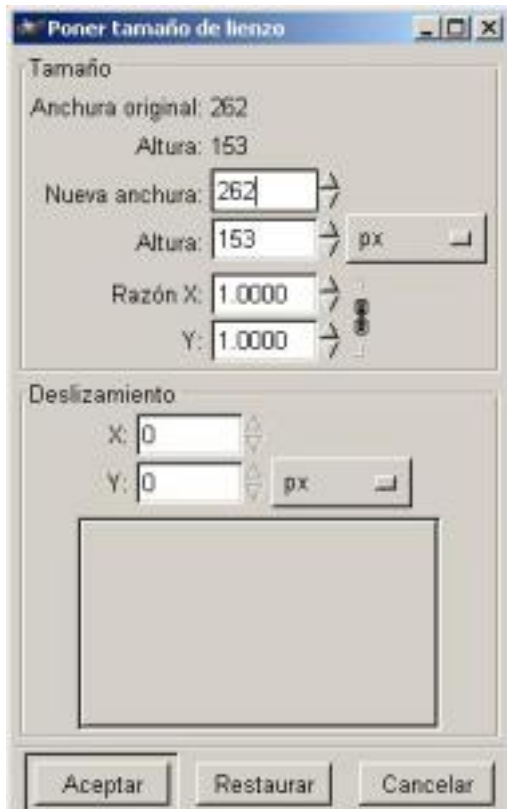 Poner tamaño de lienzo
Tamaño
Anchura original: 262
Altura: 153
Nueva anchura: 262
Altura: 153 px
Razón X: 1.0000
Y: 1.0000
Deslizamiento
X: 0
Y: 0 px
Aceptar Restaurar Cancelar